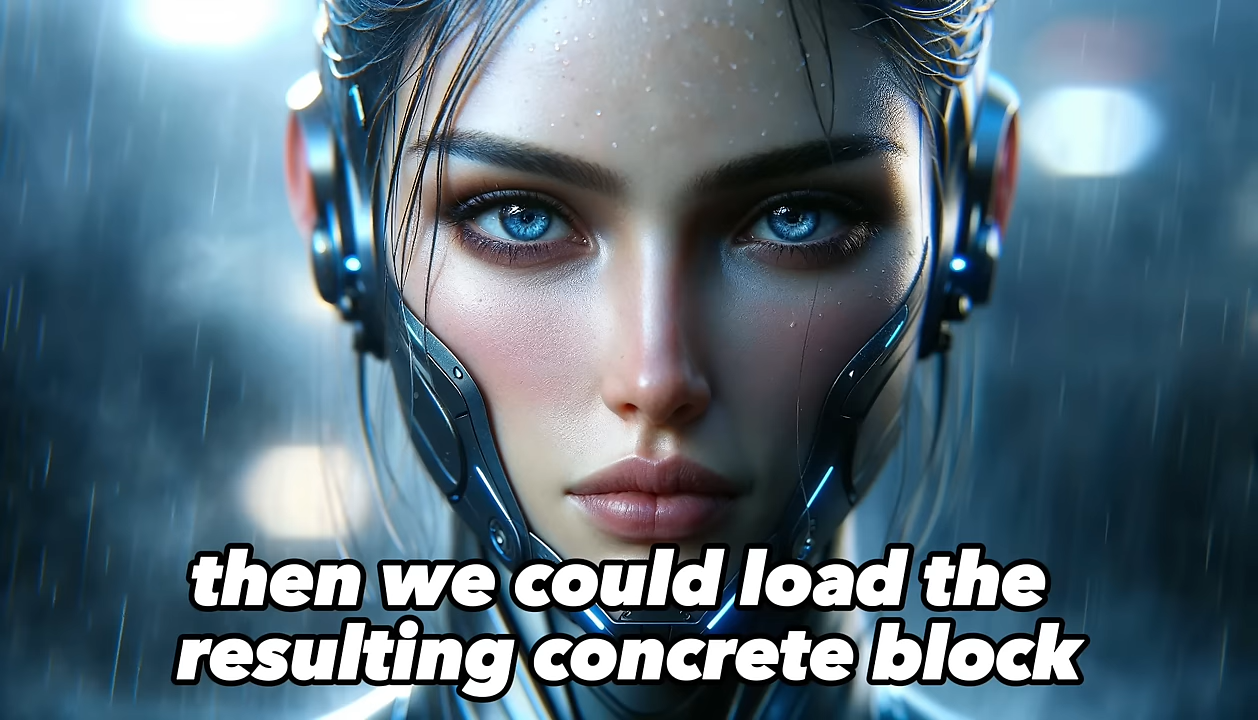 then we could load the
resulting concrete block